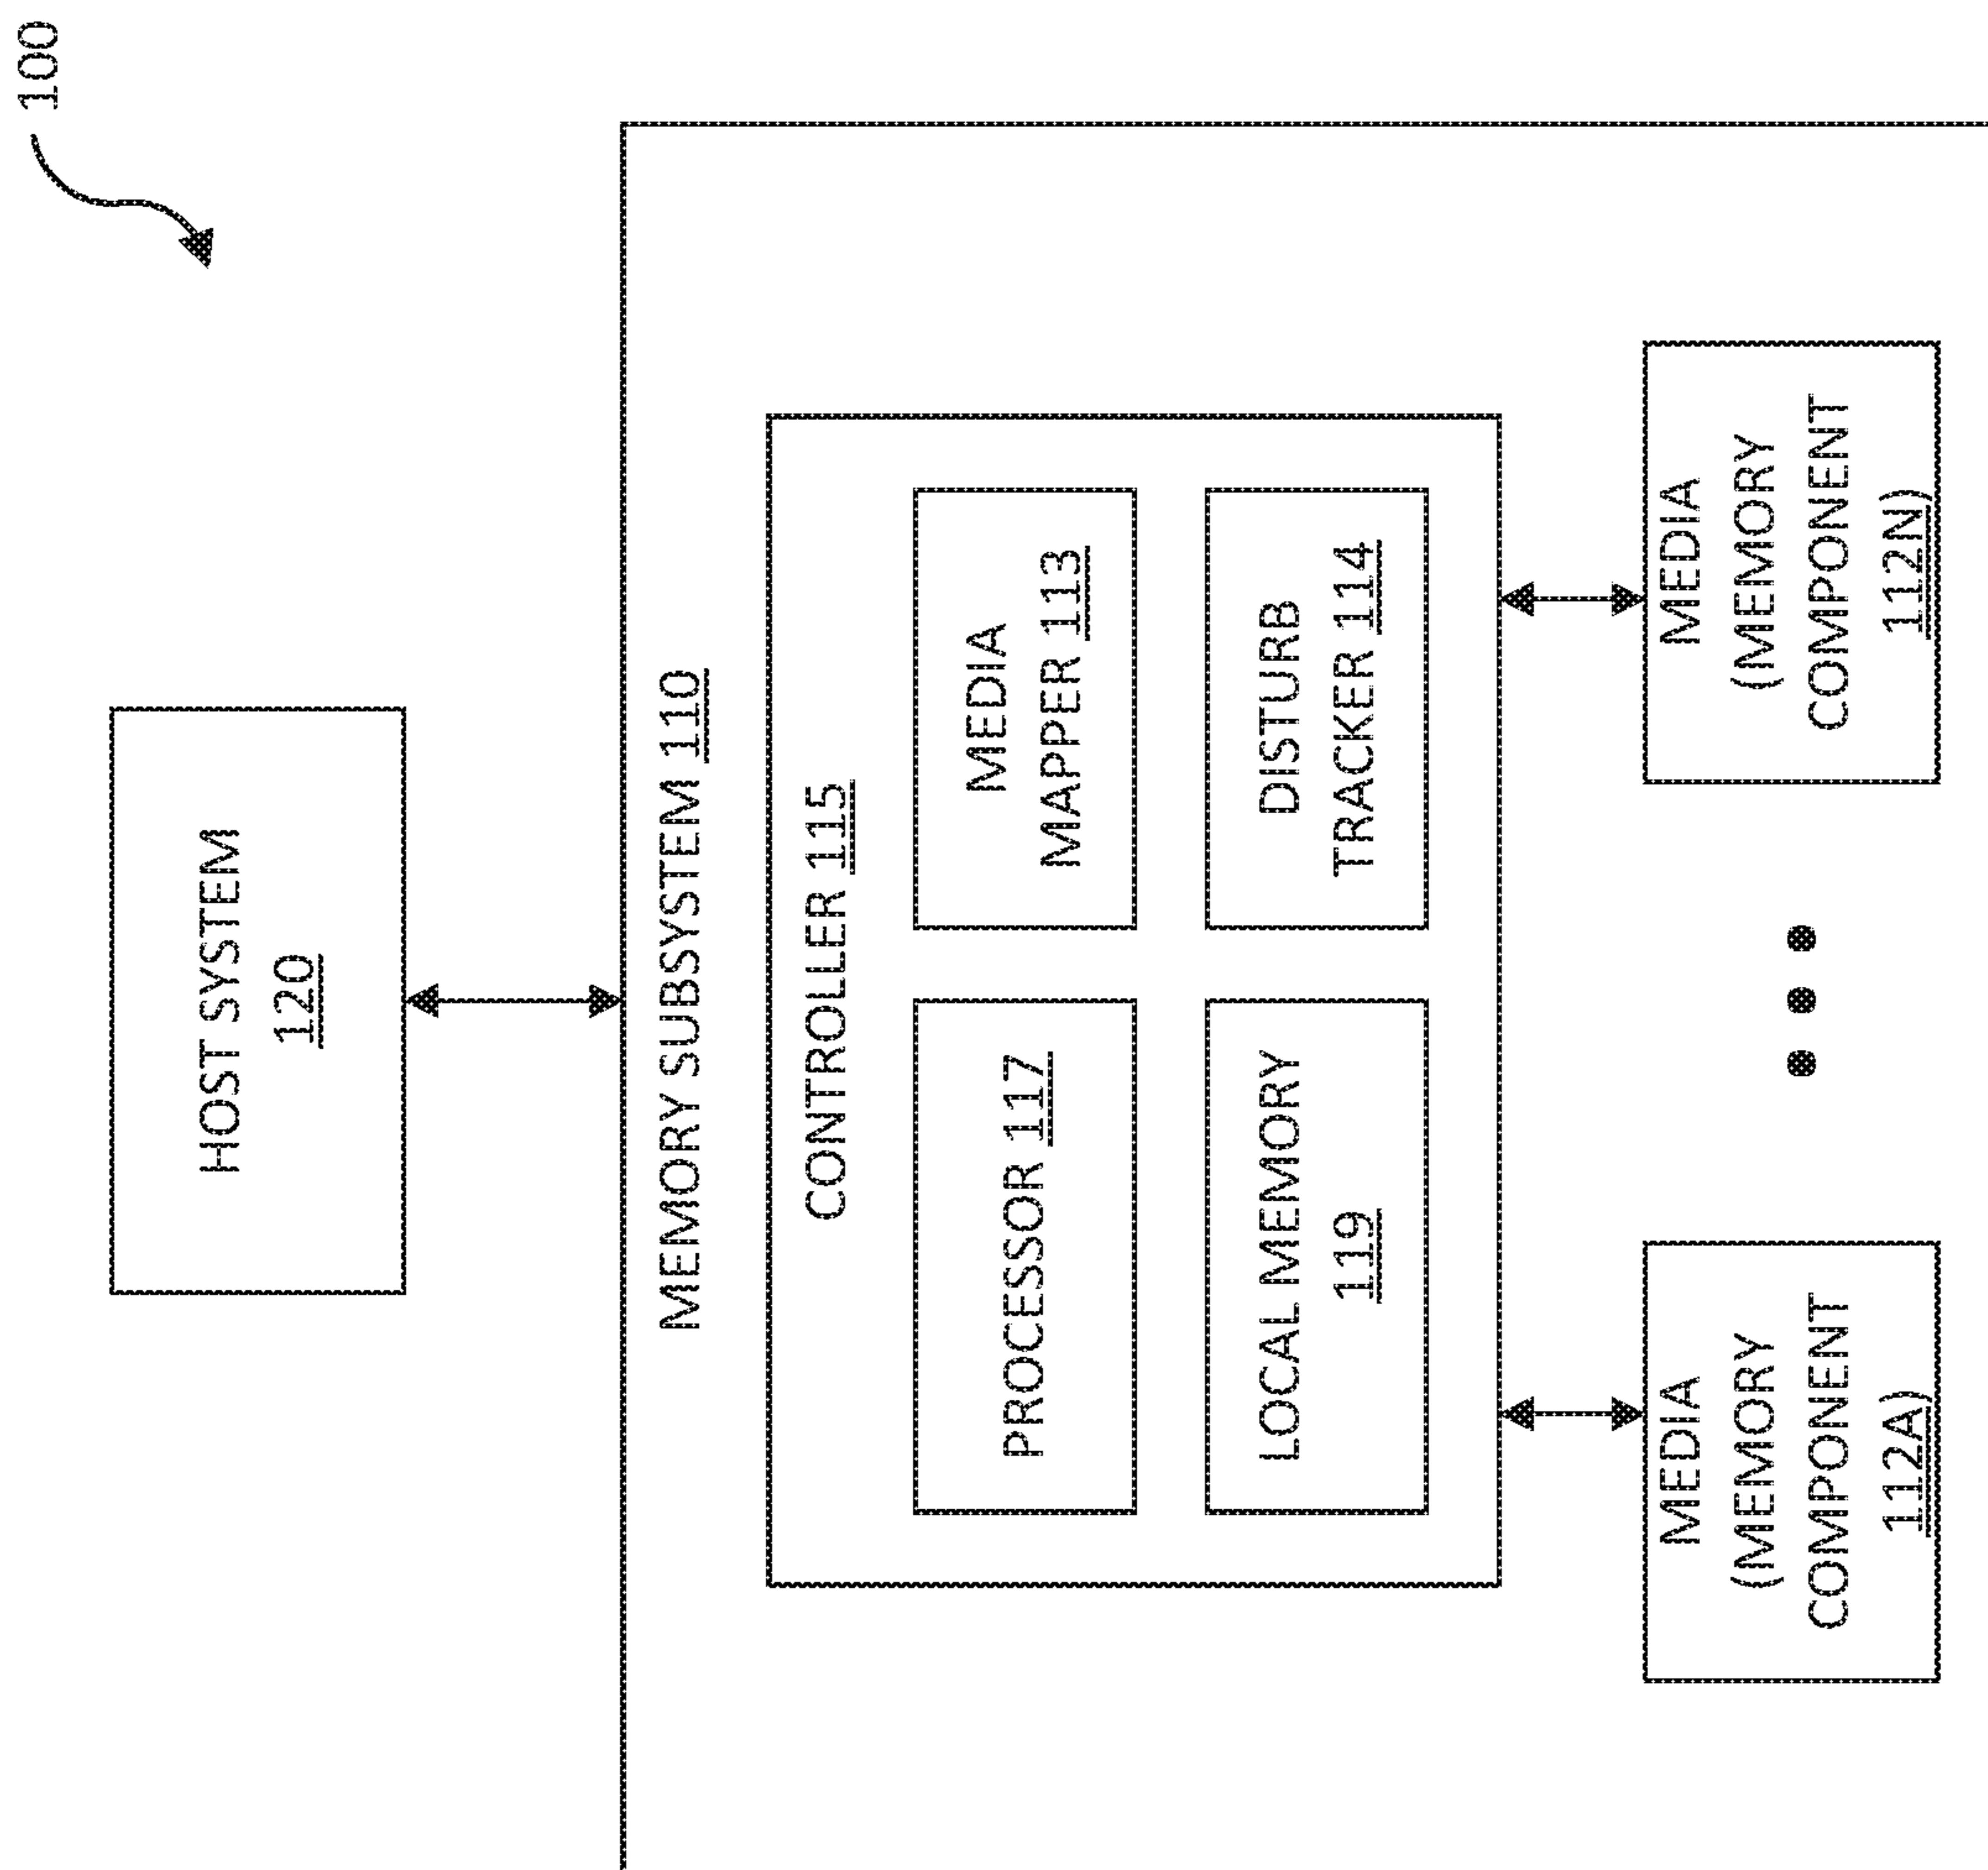 100
HOST SYSTEM
120
MEMORY SUBSYSTEM 110
CONTROLLER 115
PROCESSOR 117
MEDIA
MAPPER 113
LOCAL MEMORY
119
DISTURB
TRACKER 114
MEDIA
(MEMORY
COMPONENT
112A)
MEDIA
(MEMORY
COMPONENT
112N)